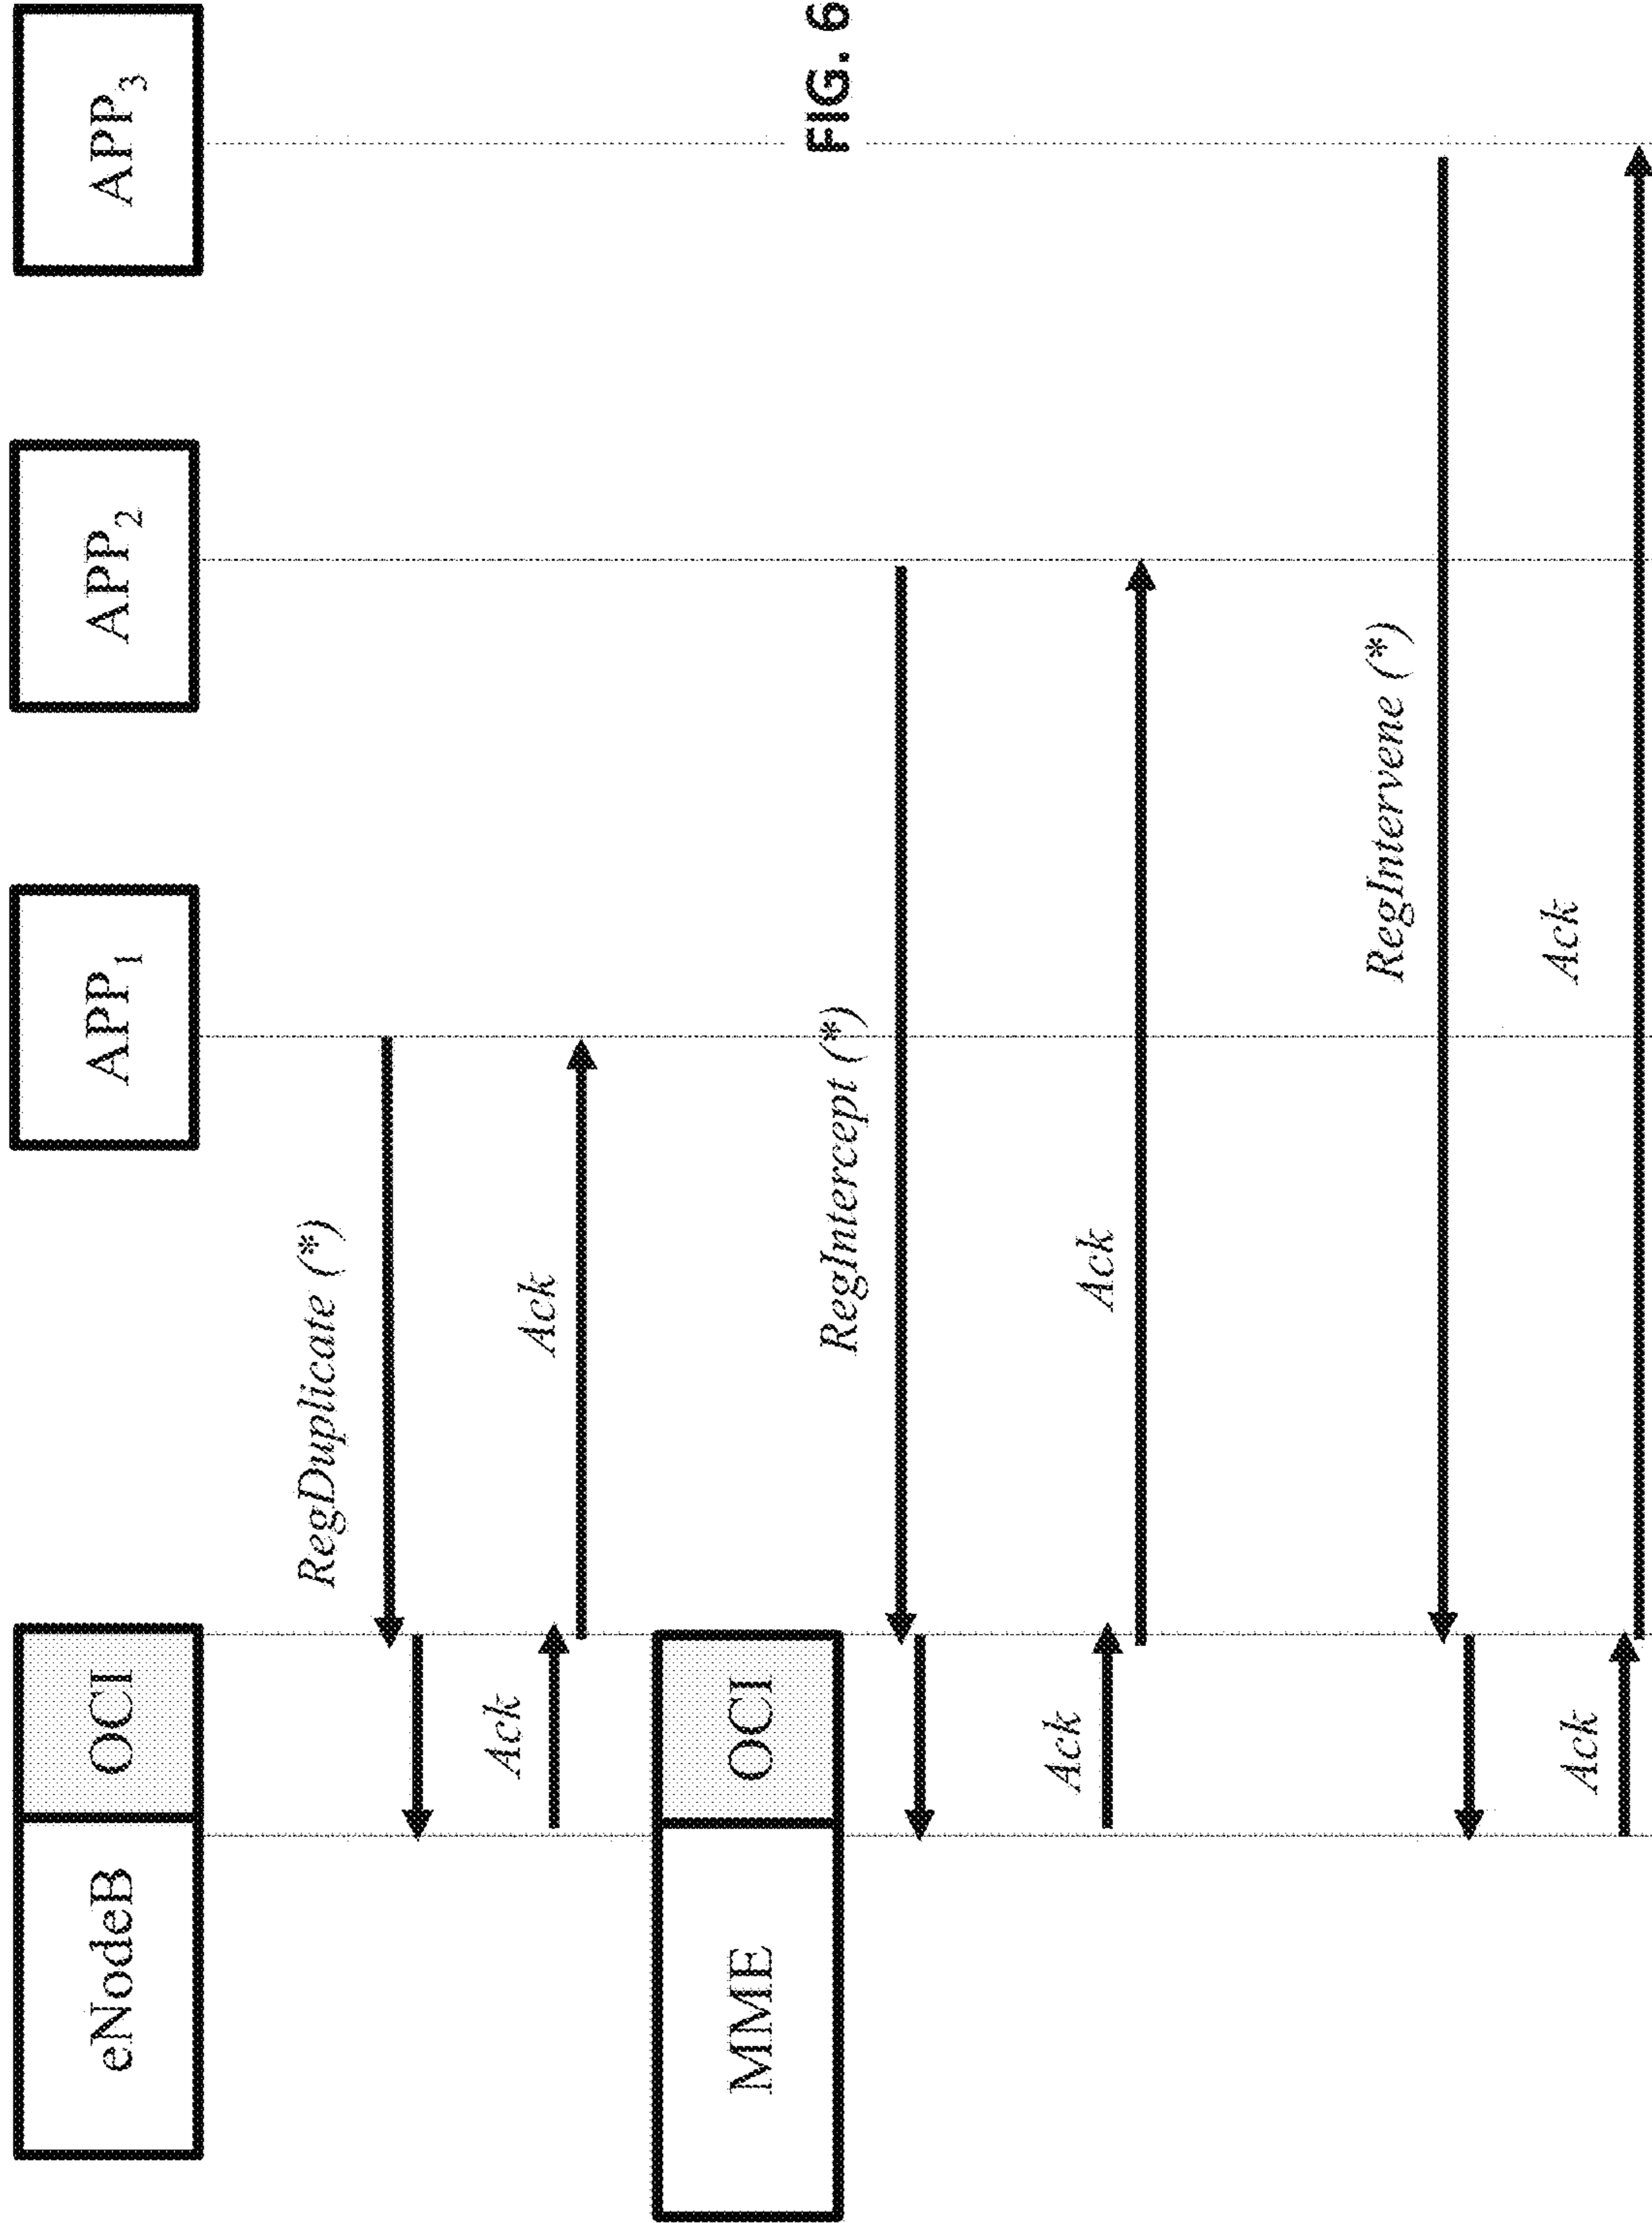 eNodeB
OCI
APP1
APP2
APP3
RegDuplicate (*)
Ack
Ack
MME
OCI
RegIntercept (*)
Ack
Ack
RegIntervene (*)
Ack
Ack
FIG. 6